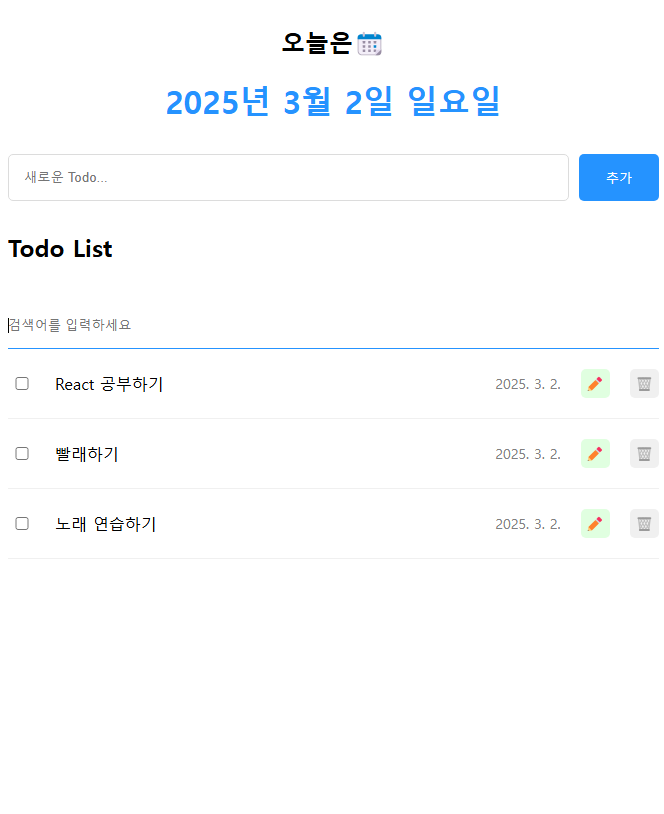 오늘은📅
2025년 3월 2일 일요일
새로운 Todo...
추가
Todo List
검색어를 입력하세요
React 공부하기 2025. 3. 2.
빨래하기 2025. 3. 2.
노래 연습하기 2025. 3. 2.